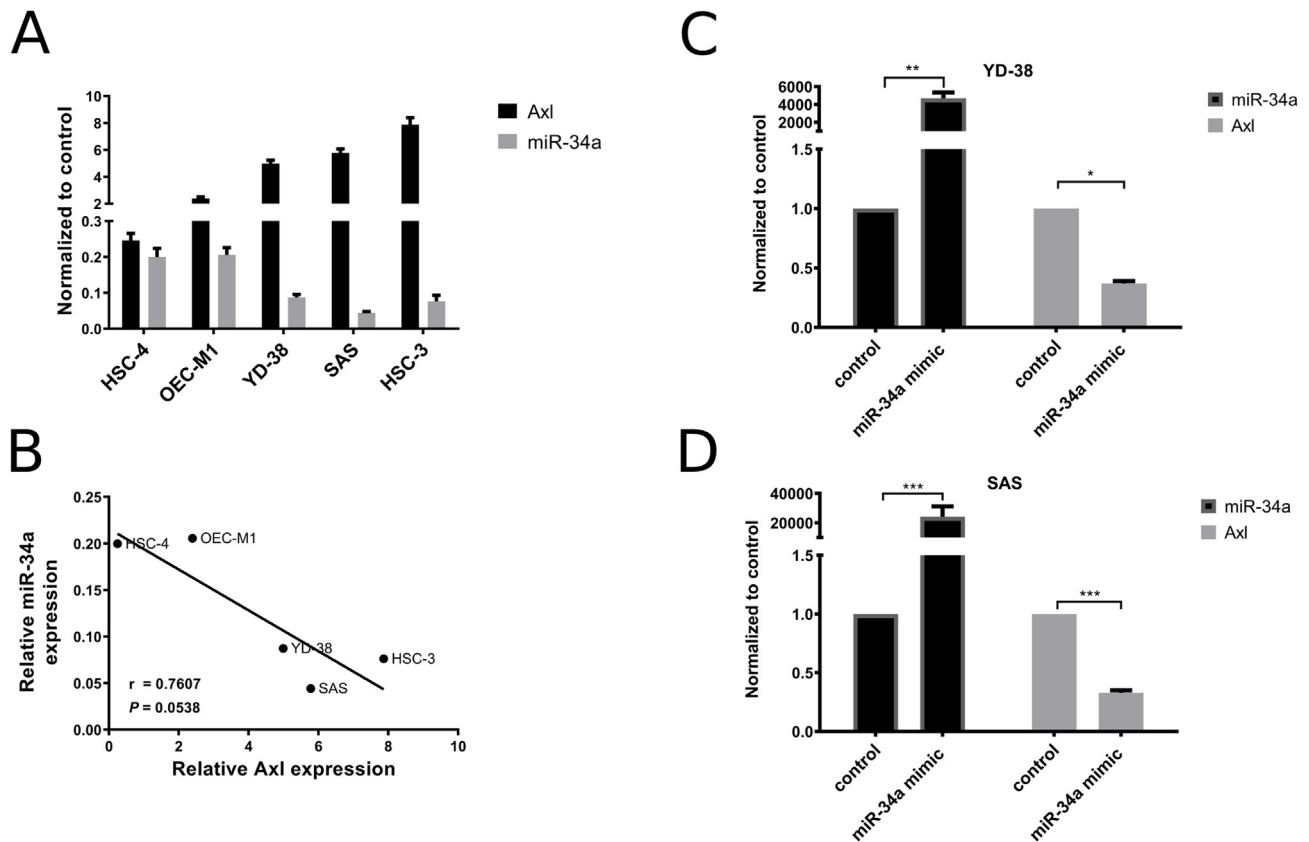 A
Normalized to control
10
8
6
4
2
0.3
0.2
0.1
0.0
HSC-4
OEC-M1
YD-38
SAS
HSC-3
Axl
miR-34a
B
Relative miR-34a
expression
0.25
0.20
0.15
0.10
0.05
0.00
HSC-4
OEC-M1
YD-38
HSC-3
SAS
r = 0.7607
P = 0.0538
0 2 4 6 8 10
Relative Axl expression
C
YD-38
Normalized to control
6000
4000
2000
1.5
1.0
0.5
0.0
**
*
control
miR-34a mimic
control
miR-34a mimic
miR-34a
Axl
D
SAS
Normalized to control
40000
20000
1.5
1.0
0.5
0.0
***
***
control
miR-34a mimic
control
miR-34a mimic
miR-34a
Axl